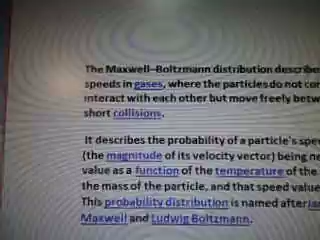 The Maxwell–Boltzmann distribution describe
speeds in gases, where the particles do not con
interact with each other but move freely betw
short collisions.
It describes the probability of a particle's spe
(the magnitude of its velocity vector) being ne
value as a function of the temperature of the
the mass of the particle, and that speed value
This probability distribution is named after Ja
Maxwell and Ludwig Boltzmann.